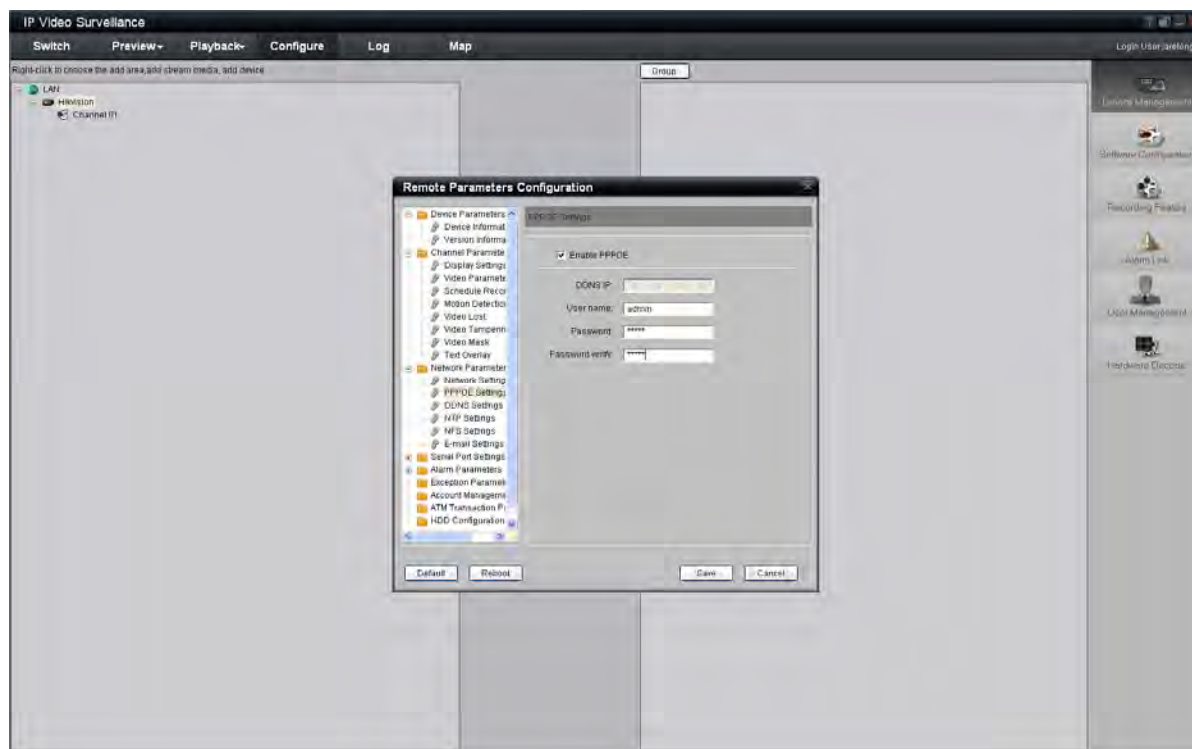 IP Video Survellance
Switch Preview Playback Configure Log Map
Login User:
Right-click to choose the add area,add stream media, add device
Group
LAN
Hikvision
Channel 01
Device Management
Software Configuration
Recording
Alarm Link
User Management
Hardware Decode
Remote Parameters Configuration
Device Parameters
Device Informat
Version Informa
Channel Paramete
Display Settings
Video Paramete
Schedule Recor
Motion Detection
Video Lost
Video Tamperin
Video Mask
Text Overlay
Network Parameter
Network Setting
PPPOE Settings
DDNS Settings
NTP Settings
NFS Settings
E-mail Settings
Serial Port Settings
Alarm Parameters
Exception Paramet
Account Manageme
ATM Transaction P
HDD Configuration
PPPOE Settings
Enable PPPOE
DDNS IP:
User name: admin
Password: *****
Password verify: *****
Default Reboot Save Cancel